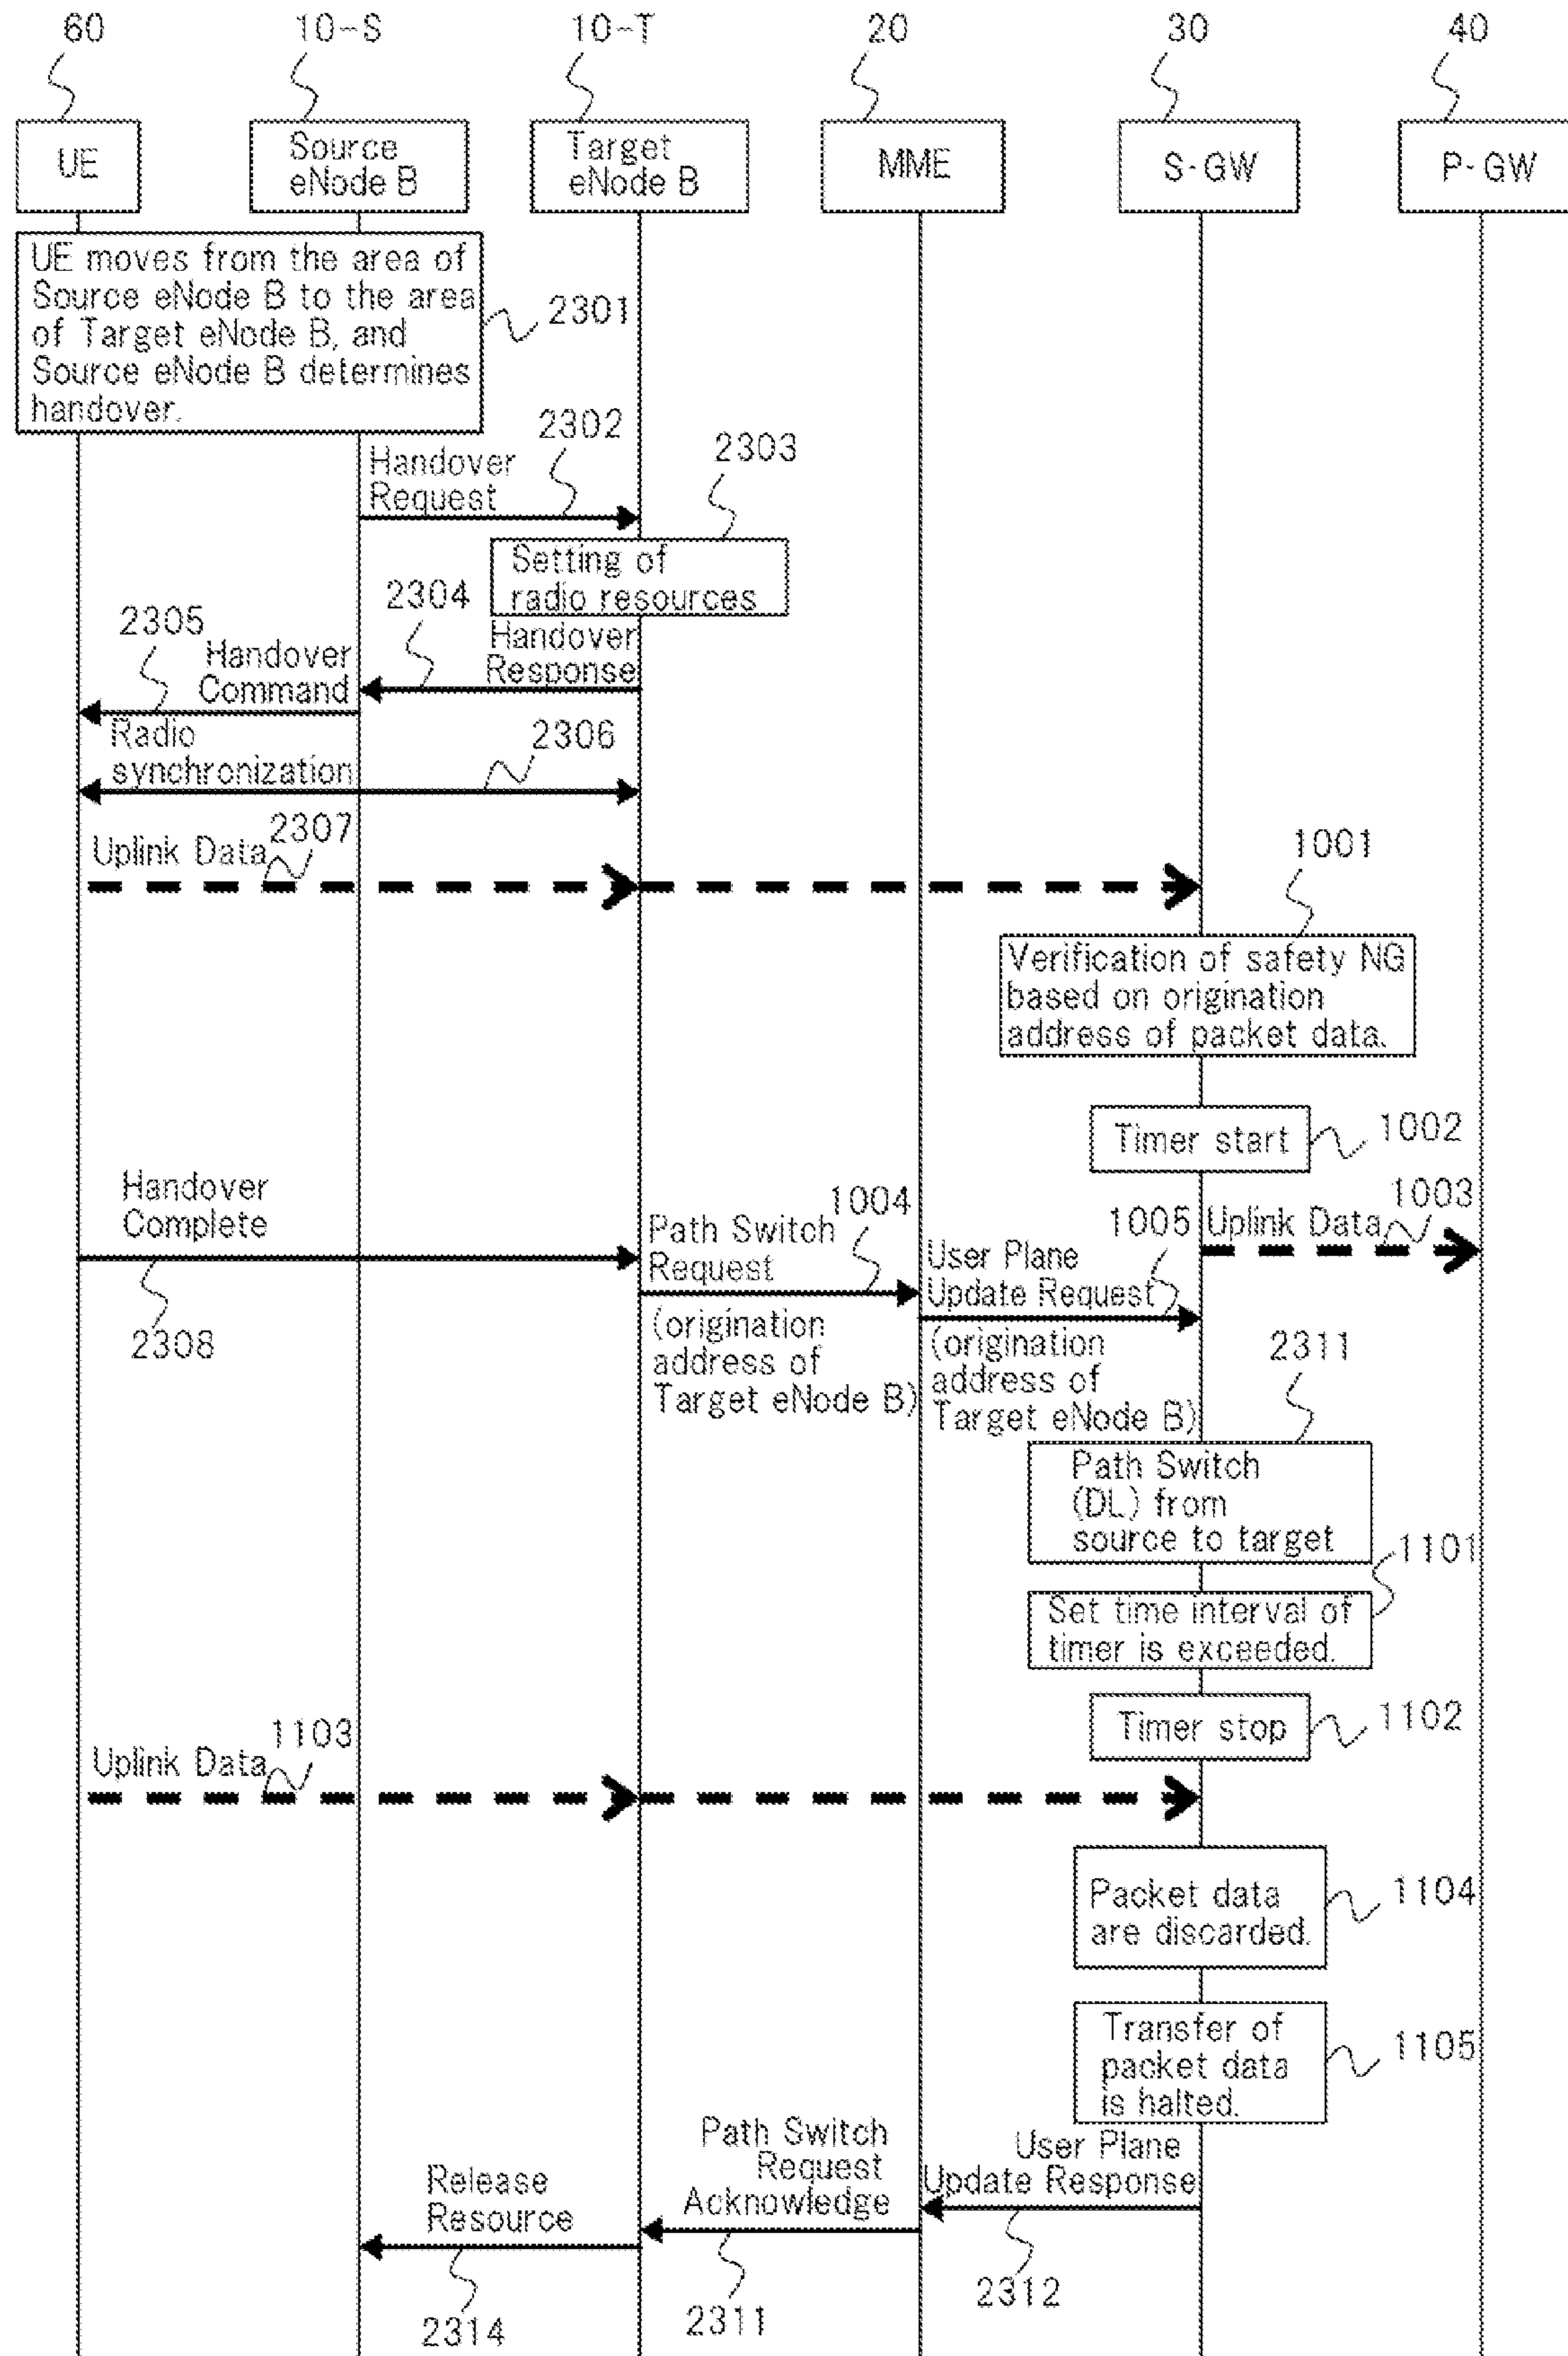 60
10-S
10-T
20
30
40
UE
Source
eNode B
Target
eNode B
MME
S-GW
P-GW
UE moves from the area of
Source eNode B to the area
of Target eNode B, and
Source eNode B determines
handover.
2301
2302
Handover
Request
2303
Setting of
radio resources
2304
Handover
Response
2305
Handover
Command
Radio
synchronization
2306
Uplink Data
2307
1001
Verification of safety NG
based on origination
address of packet data.
Timer start
1002
1003
Uplink Data
Handover
Complete
2308
1004
Path Switch
Request
(origination
address of
Target eNode B)
1005
User Plane
Update Request
(origination
address of
Target eNode B)
2311
Path Switch
(DL) from
source to target
1101
Set time interval of
timer is exceeded.
Timer stop
1102
Uplink Data
1103
Packet data
are discarded.
1104
Transfer of
packet data
is halted.
1105
User Plane
Update Response
2312
Path Switch
Request
Acknowledge
2311
Release
Resource
2314